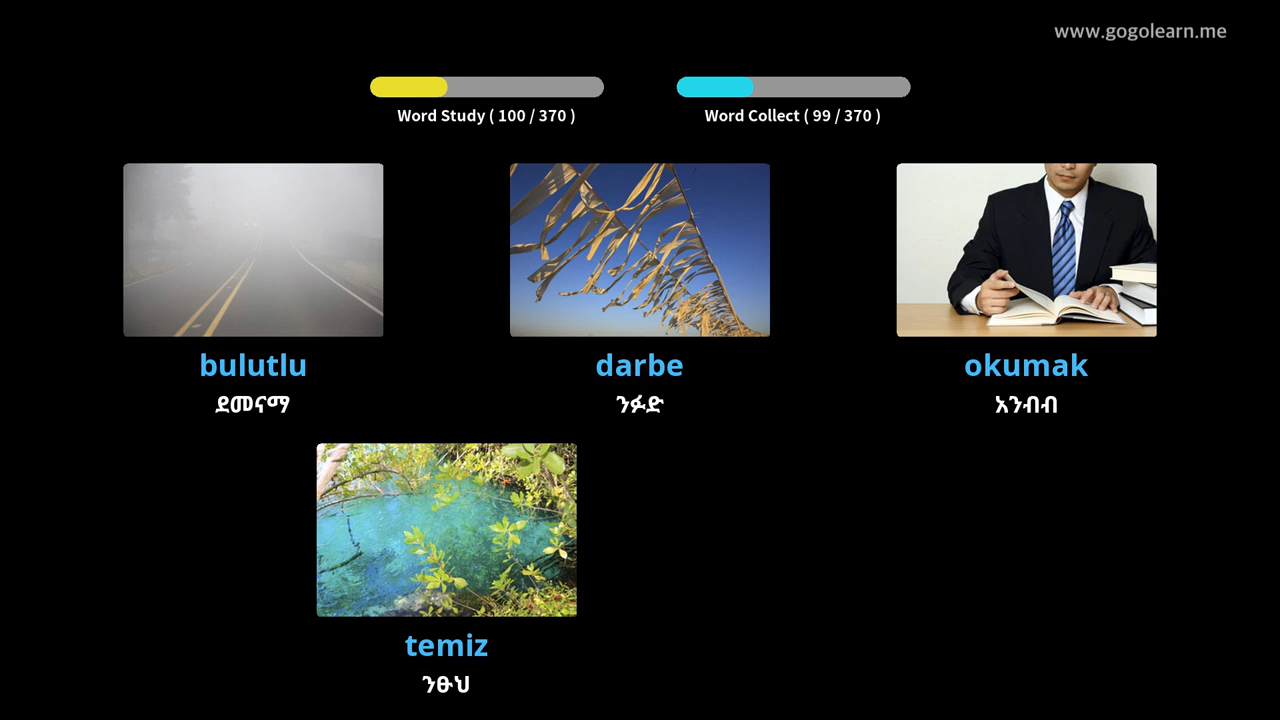 www.gogolearn.me
Word Study ( 100 / 370 )
Word Collect ( 99 / 370 )
bulutlu
ደመናማ
darbe
ንፉድ
okumak
አንብብ
temiz
ንፁህ